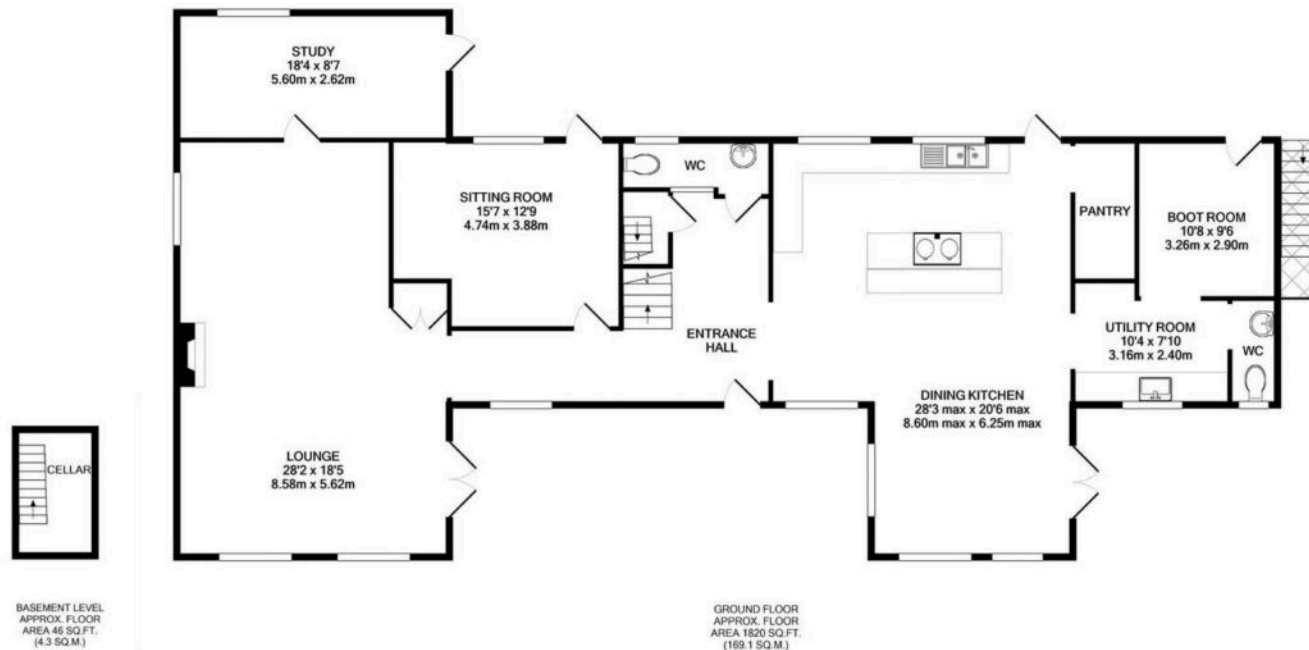 STUDY
18'4 x 8'7
5.60m x 2.62m
SITTING ROOM
15'7 x 12'9
4.74m x 3.88m
WC
PANTRY
BOOT ROOM
10'8 x 9'6
3.26m x 2.90m
ENTRANCE
HALL
UTILITY ROOM
10'4 x 7'10
3.16m x 2.40m
WC
DINING KITCHEN
28'3 max x 20'6 max
8.60m max x 6.25m max
LOUNGE
28'2 x 18'5
8.58m x 5.62m
CELLAR
BASEMENT LEVEL
APPROX. FLOOR
AREA 46 SQ.FT.
(4.3 SQ.M.)
GROUND FLOOR
APPROX. FLOOR
AREA 1820 SQ.FT.
(169.1 SQ.M.)